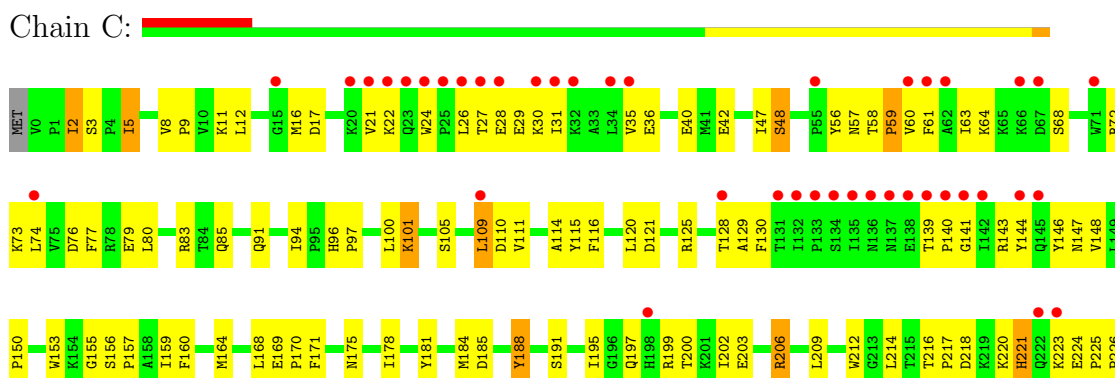 Chain C:
MET V0 P1 I2 S3 P4 I5 V8 P9 V10 K11 L12 G15 M16 D17 K20 V21 K22 Q23 W24 P25 L26 T27 E28 E29 K30 I31 K32 A33 L34 V35 E36 E40 M41 E42 I47 S48 P55 Y56 N57 T58 P59 V60 F61 A62 I63 K64 K65 K66 D67 S68 W71 R72
K73 L74 V75 D76 F77 R78 E79 L80 R83 T84 Q85 Q91 I94 P95 H96 P97 L100 K101 S105 L109 D110 V111 A114 Y115 F116 L120 D121 R125 T128 A129 F130 T131 I132 P133 S134 I135 N136 N137 E138 T139 P140 G141 I142 R143 Y144 Q145 Y146 N147 V148 L149
P150 W153 K154 G155 S156 P157 A158 I159 F160 M164 L168 E169 P170 F171 N175 I178 Y181 M184 D185 Y188 S191 I195 G196 Q197 H198 R199 T200 K201 I202 E203 R206 L209 W212 G213 L214 T215 T216 P217 D218 K219 K220 H221 Q222 K223 E224 P225 P226